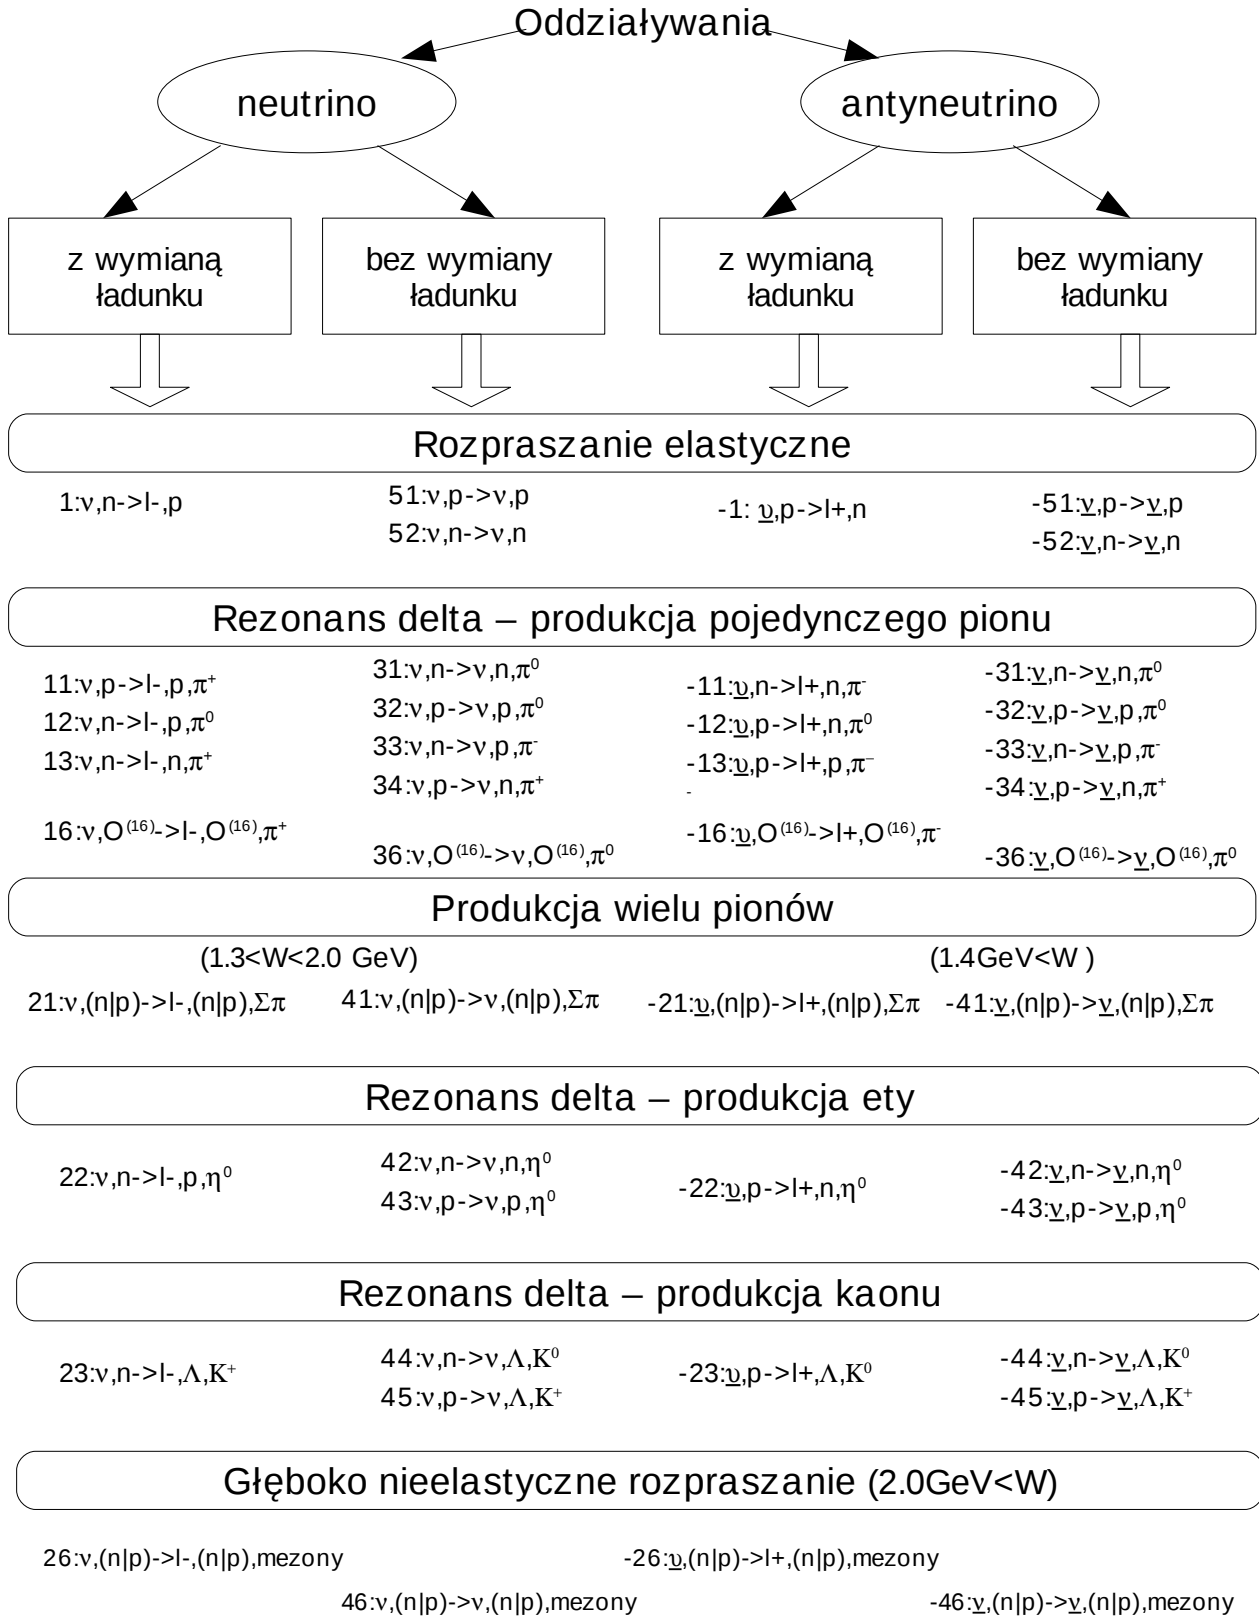 Oddziaływania
neutrino
antyneutrino
z wymianą
ładunku
bez wymiany
ładunku
z wymianą
ładunku
bez wymiany
ładunku
Rozpraszanie elastyczne
1:ν,n->l-,p
51:ν,p->ν,p
52:ν,n->ν,n
-1: υ,p->l+,n
-51:ν,p->ν,p
-52:ν,n->ν,n
Rezonans delta – produkcja pojedynczego pionu
11:ν,p->l-,p,π⁺
12:ν,n->l-,p,π⁰
13:ν,n->l-,n,π⁺
16:ν,O⁽¹⁶⁾->l-,O⁽¹⁶⁾,π⁺
31:ν,n->ν,n,π⁰
32:ν,p->ν,p,π⁰
33:ν,n->ν,p,π⁻
34:ν,p->ν,n,π⁺
36:ν,O⁽¹⁶⁾->ν,O⁽¹⁶⁾,π⁰
-11:υ,n->l+,n,π⁻
-12:υ,p->l+,n,π⁰
-13:υ,p->l+,p,π⁻
-
-16:υ,O⁽¹⁶⁾->l+,O⁽¹⁶⁾,π⁻
-31:ν,n->ν,n,π⁰
-32:ν,p->ν,p,π⁰
-33:ν,n->ν,p,π⁻
-34:ν,p->ν,n,π⁺
-36:ν,O⁽¹⁶⁾->ν,O⁽¹⁶⁾,π⁰
Produkcja wielu pionów
(1.3<W<2.0 GeV)
(1.4GeV<W )
21:ν,(n|p)->l-,(n|p),Σπ
41:ν,(n|p)->ν,(n|p),Σπ
-21:υ,(n|p)->l+,(n|p),Σπ
-41:ν,(n|p)->ν,(n|p),Σπ
Rezonans delta – produkcja ety
22:ν,n->l-,p,η⁰
42:ν,n->ν,n,η⁰
43:ν,p->ν,p,η⁰
-22:υ,p->l+,n,η⁰
-42:ν,n->ν,n,η⁰
-43:ν,p->ν,p,η⁰
Rezonans delta – produkcja kaonu
23:ν,n->l-,Λ,K⁺
44:ν,n->ν,Λ,K⁰
45:ν,p->ν,Λ,K⁺
-23:υ,p->l+,Λ,K⁰
-44:ν,n->ν,Λ,K⁰
-45:ν,p->ν,Λ,K⁺
Głęboko nieelastyczne rozpraszanie (2.0GeV<W)
26:ν,(n|p)->l-,(n|p),mezony
-26:υ,(n|p)->l+,(n|p),mezony
46:ν,(n|p)->ν,(n|p),mezony
-46:ν,(n|p)->ν,(n|p),mezony